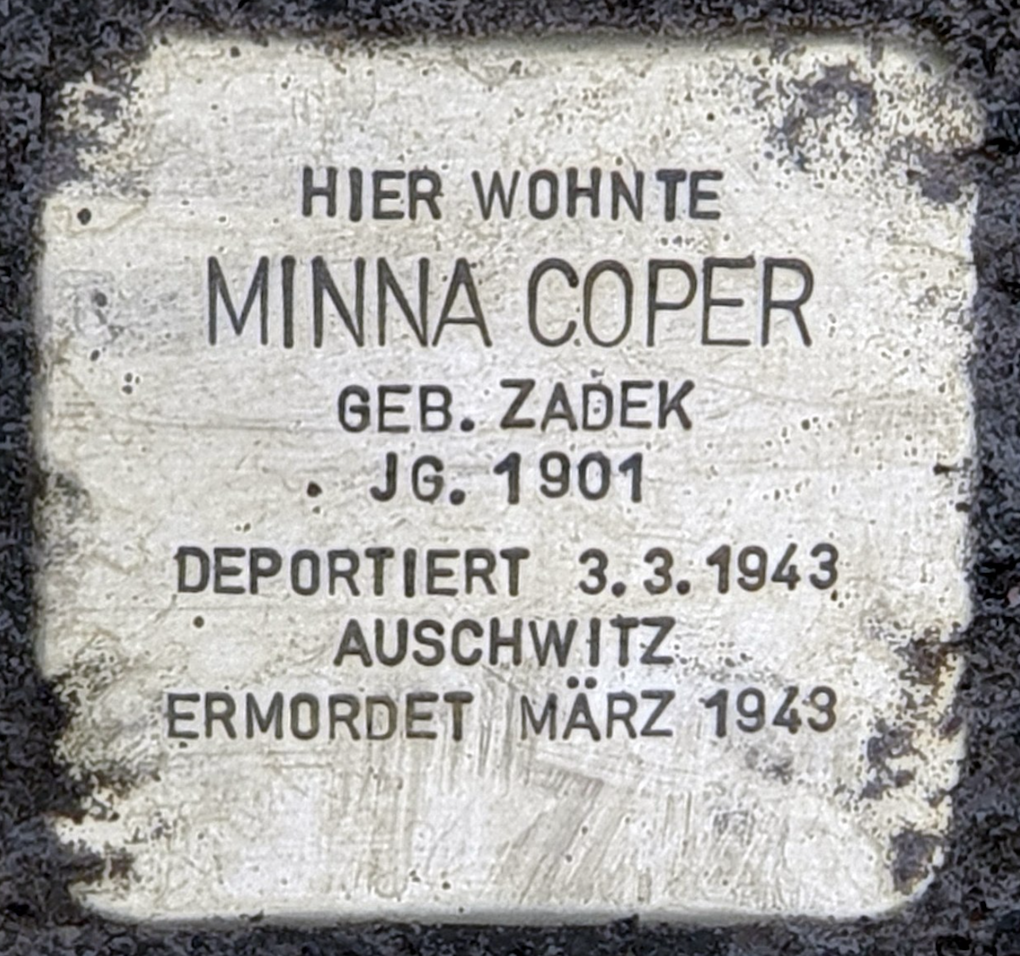 HIER WOHNTE
MINNA COPER
GEB. ZADEK
JG. 1901
DEPORTIERT 3.3.1943
AUSCHWITZ
ERMORDET MÄRZ 1943